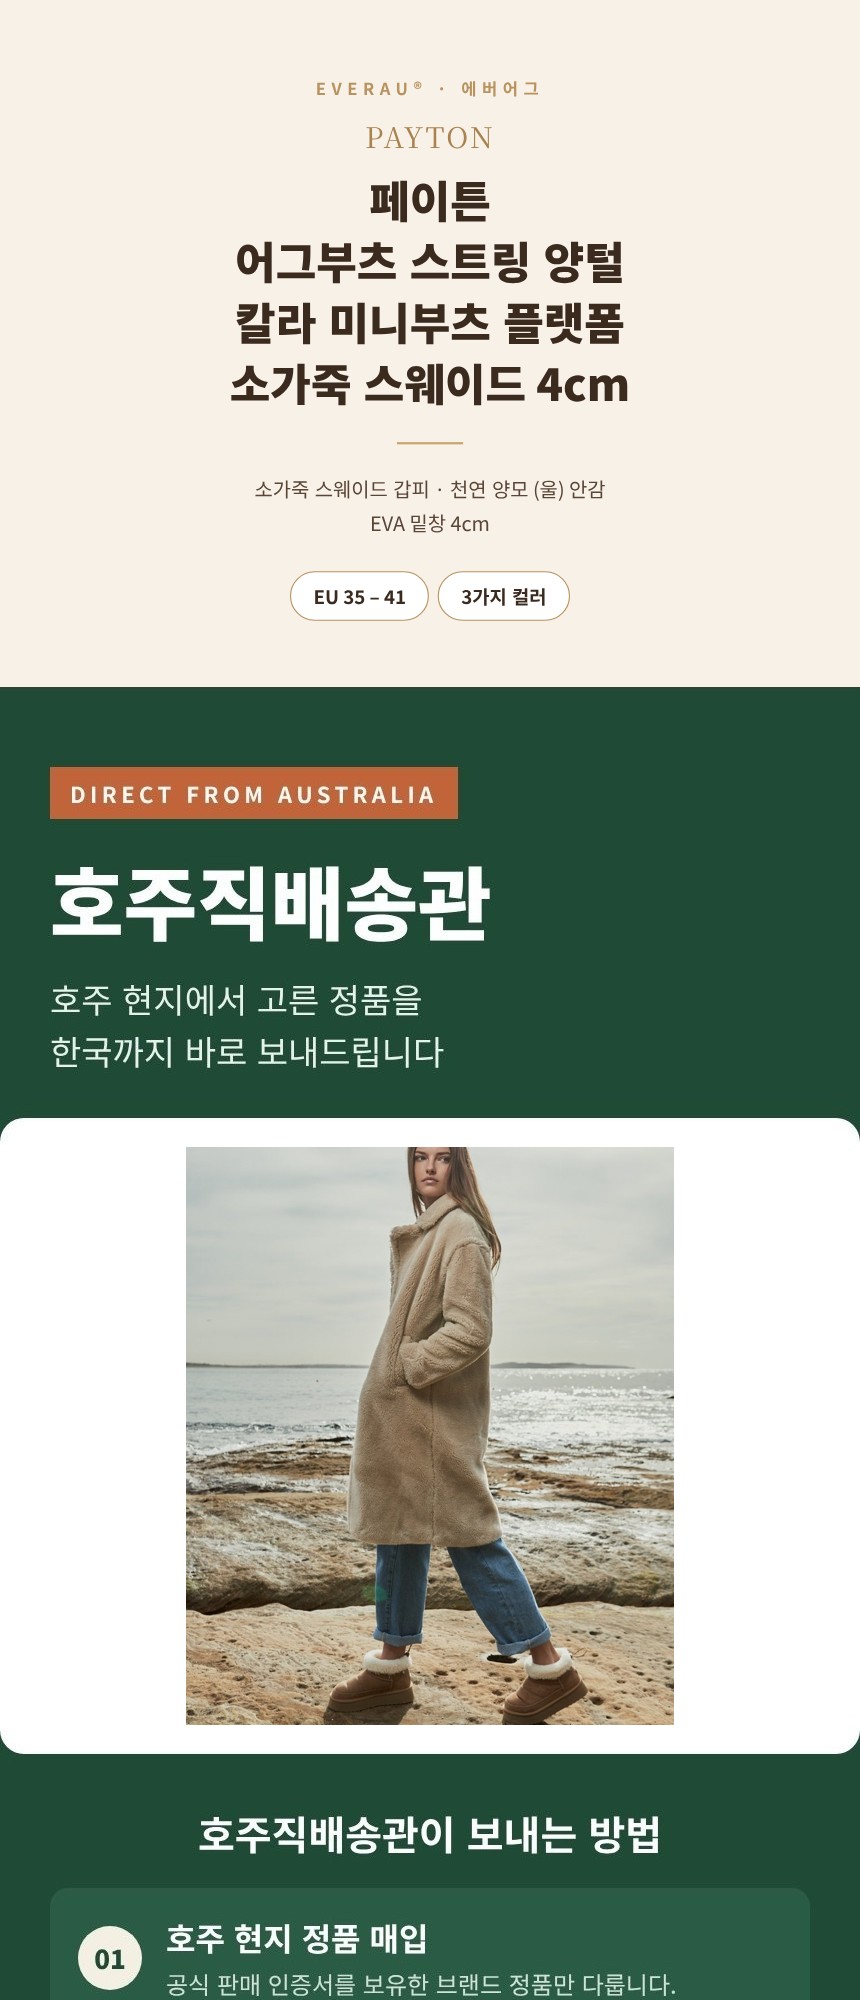 EVERAU® · 에버어그
PAYTON
페이튼
어그부츠 스트링 양털
칼라 미니부츠 플랫폼
소가죽 스웨이드 4cm
소가죽 스웨이드 갑피 · 천연 양모 (울) 안감
EVA 밑창 4cm
EU 35 – 41
3가지 컬러
DIRECT FROM AUSTRALIA
호주직배송관
호주 현지에서 고른 정품을
한국까지 바로 보내드립니다
호주직배송관이 보내는 방법
01
호주 현지 정품 매입
공식 판매 인증서를 보유한 브랜드 정품만 다룹니다.